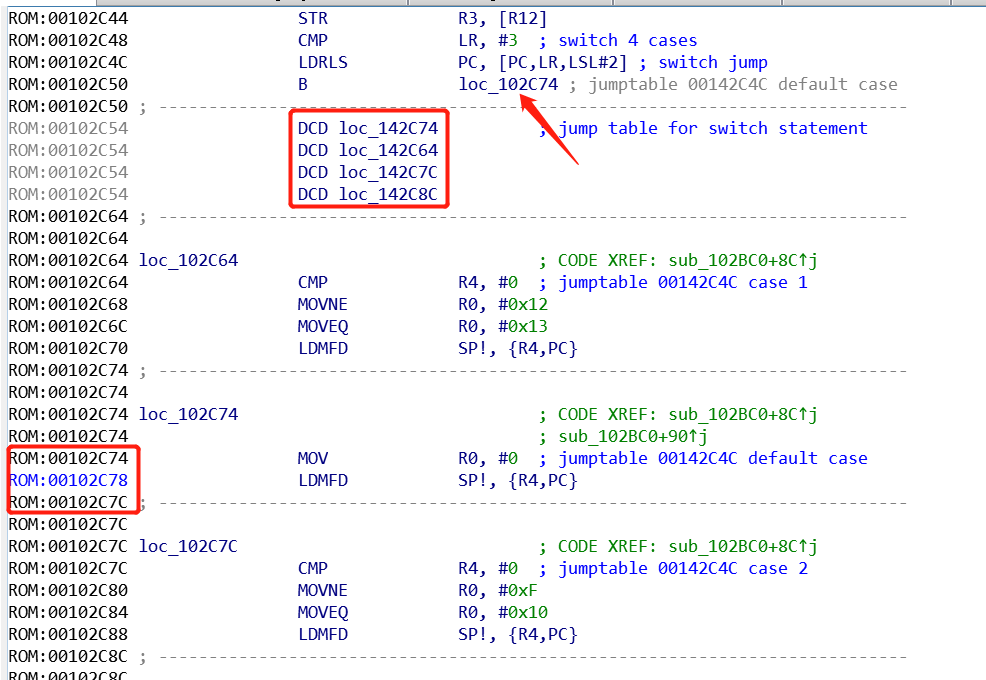 ROM:00102C44 STR R3, [R12]
ROM:00102C48 CMP LR, #3 ; switch 4 cases
ROM:00102C4C LDRLS PC, [PC,LR,LSL#2] ; switch jump
ROM:00102C50 B loc_102C74 ; jumptable 00142C4C default case
ROM:00102C50 ; ---------------------------------------------------------------------------
ROM:00102C54 DCD loc_142C74 ; jump table for switch statement
ROM:00102C54 DCD loc_142C64
ROM:00102C54 DCD loc_142C7C
ROM:00102C54 DCD loc_142C8C
ROM:00102C64 ; ---------------------------------------------------------------------------
ROM:00102C64
ROM:00102C64 loc_102C64 ; CODE XREF: sub_102BC0+8C↑j
ROM:00102C64 CMP R4, #0 ; jumptable 00142C4C case 1
ROM:00102C68 MOVNE R0, #0x12
ROM:00102C6C MOVEQ R0, #0x13
ROM:00102C70 LDMFD SP!, {R4,PC}
ROM:00102C74 ; ---------------------------------------------------------------------------
ROM:00102C74
ROM:00102C74 loc_102C74 ; CODE XREF: sub_102BC0+8C↑j
ROM:00102C74 ; sub_102BC0+90↑j
ROM:00102C74 MOV R0, #0 ; jumptable 00142C4C default case
ROM:00102C78 LDMFD SP!, {R4,PC}
ROM:00102C7C ; ---------------------------------------------------------------------------
ROM:00102C7C
ROM:00102C7C loc_102C7C ; CODE XREF: sub_102BC0+8C↑j
ROM:00102C7C CMP R4, #0 ; jumptable 00142C4C case 2
ROM:00102C80 MOVNE R0, #0xF
ROM:00102C84 MOVEQ R0, #0x10
ROM:00102C88 LDMFD SP!, {R4,PC}
ROM:00102C8C ; ---------------------------------------------------------------------------
ROM:00102C8C